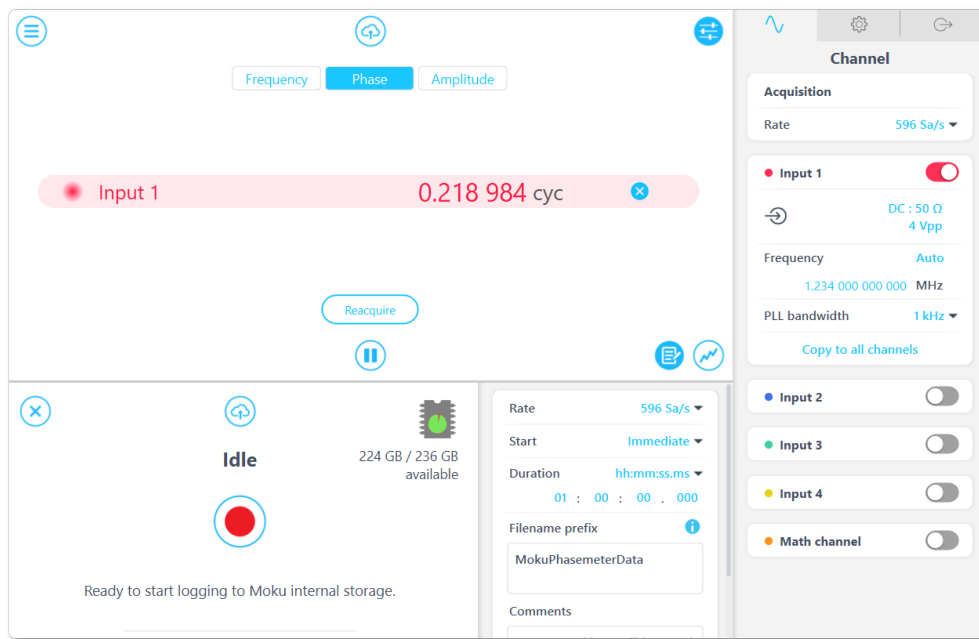 Frequency
Phase
Amplitude
Input 1
0.218 984 cyc
Reacquire
Idle
224 GB / 236 GB
available
Ready to start logging to Moku internal storage.
Rate 596 Sa/s
Start Immediate
Duration hh:mm:ss.ms
01 : 00 : 00 . 000
Filename prefix
MokuPhasemeterData
Comments
Channel
Acquisition
Rate 596 Sa/s
Input 1
DC : 50 Ω
4 Vpp
Frequency Auto
1.234 000 000 000 MHz
PLL bandwidth 1 kHz
Copy to all channels
Input 2
Input 3
Input 4
Math channel